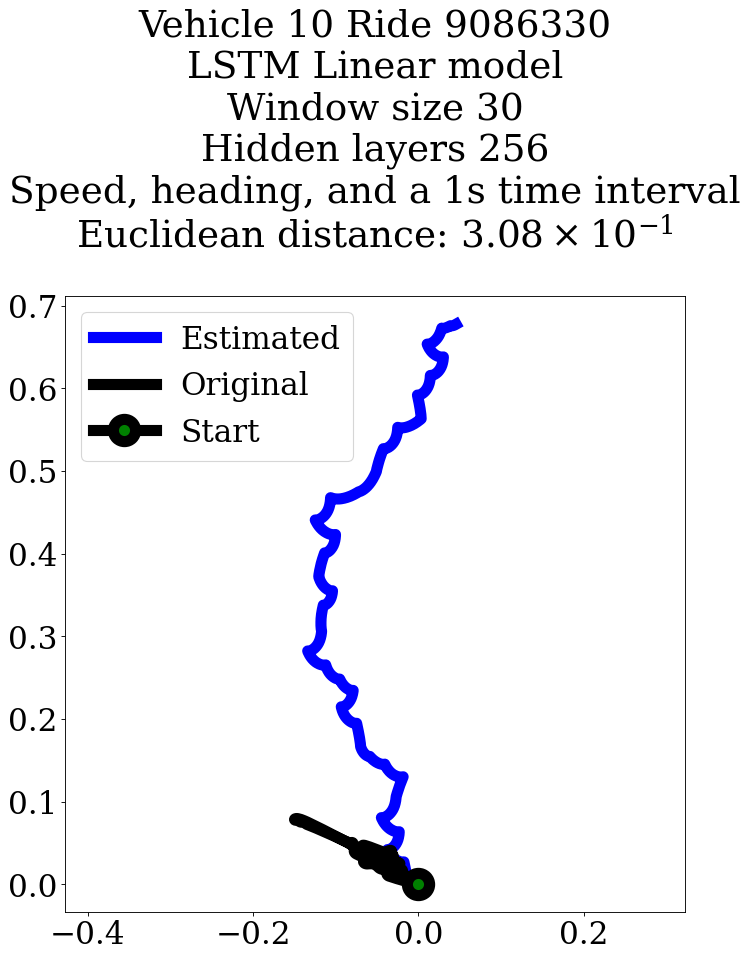 Vehicle 10 Ride 9086330
LSTM Linear model
Window size 30
Hidden layers 256
Speed, heading, and a 1s time interval
Euclidean distance: 3.08 × 10⁻¹
Estimated
Original
Start
0.7
0.6
0.5
0.4
0.3
0.2
0.1
0.0
−0.4 −0.2 0.0 0.2